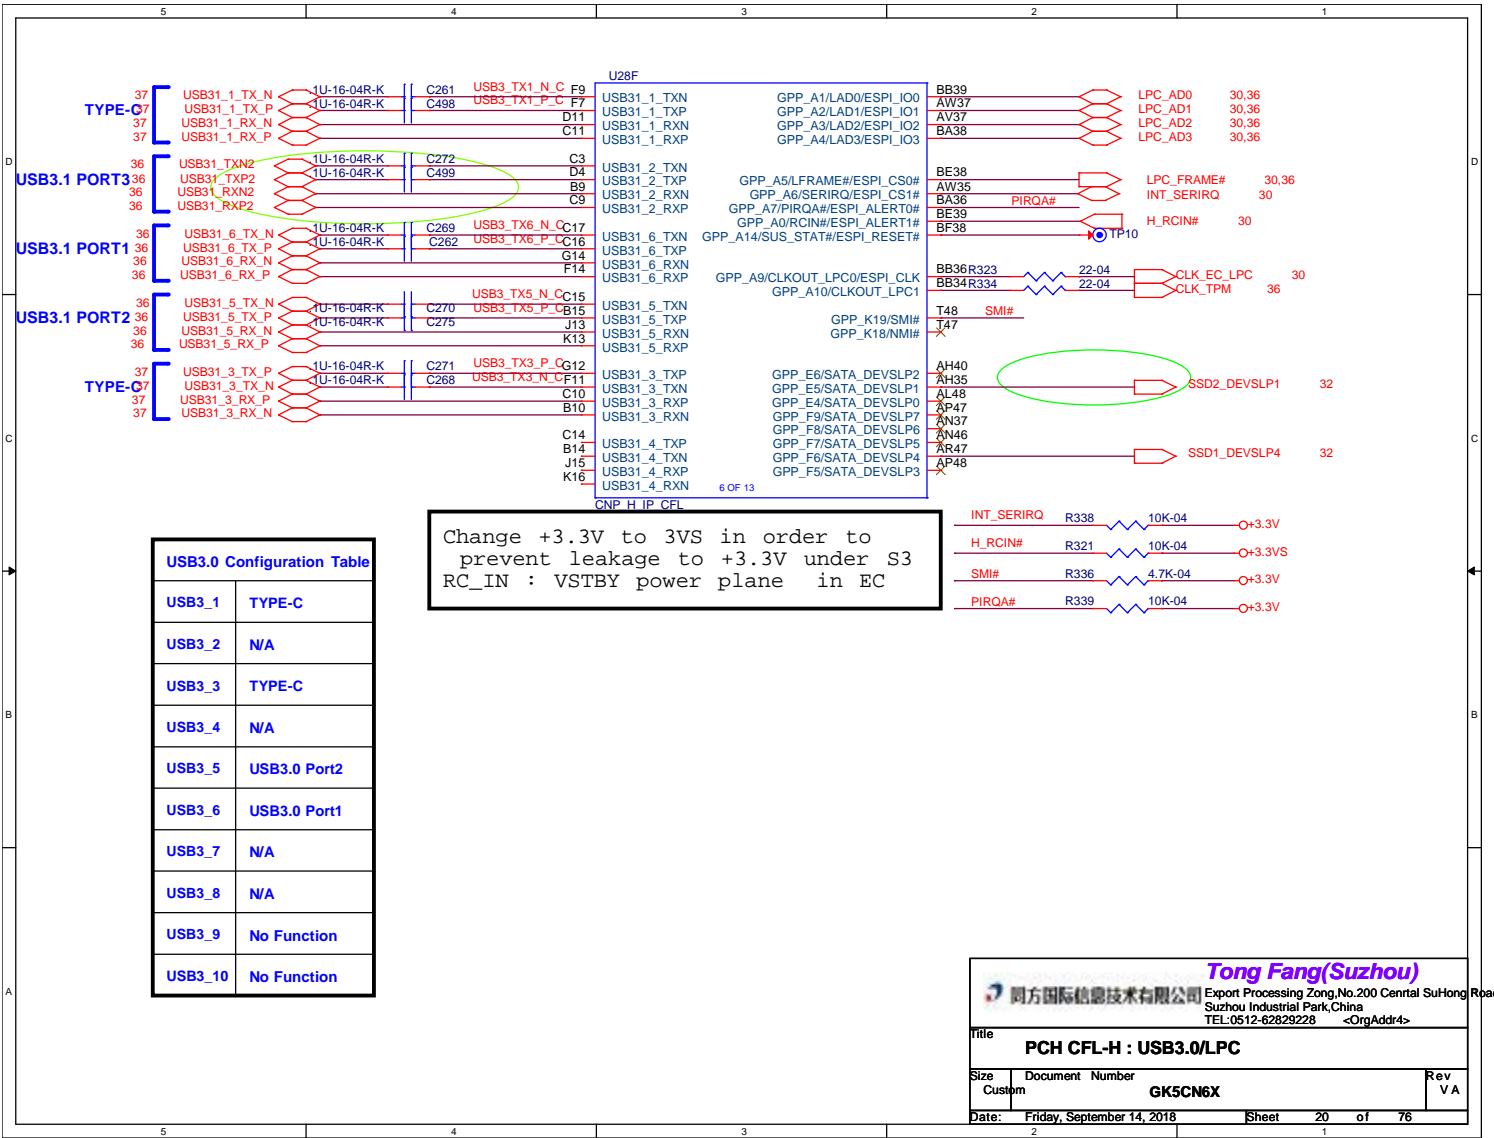 5 4 3 2 1
D
C
B
A
D
C
B
A
TYPE-C
37 USB31_1_TX_N .1U-16-04R-K C261 USB3_TX1_N_C F9
37 USB31_1_TX_P .1U-16-04R-K C498 USB3_TX1_P_C F7
37 USB31_1_RX_N D11
37 USB31_1_RX_P C11
USB3.1 PORT3
36 USB31_TXN2 .1U-16-04R-K C272 C3
36 USB31_TXP2 .1U-16-04R-K C499 D4
36 USB31_RXN2 B9
36 USB31_RXP2 C9
USB3.1 PORT1
36 USB31_6_TX_N .1U-16-04R-K C269 USB3_TX6_N_C C17
36 USB31_6_TX_P .1U-16-04R-K C262 USB3_TX6_P_C C16
36 USB31_6_RX_N G14
36 USB31_6_RX_P F14
USB3.1 PORT2
36 USB31_5_TX_N .1U-16-04R-K C270 USB3_TX5_N_C C15
36 USB31_5_TX_P .1U-16-04R-K C275 USB3_TX5_P_C B15
36 USB31_5_RX_N J13
36 USB31_5_RX_P K13
TYPE-C
37 USB31_3_TX_P .1U-16-04R-K C271 USB3_TX3_P_C G12
37 USB31_3_TX_N .1U-16-04R-K C268 USB3_TX3_N_C F11
37 USB31_3_RX_P C10
37 USB31_3_RX_N B10
C14
B14
J15
K16
U28F
USB31_1_TXN GPP_A1/LAD0/ESPI_IO0
USB31_1_TXP GPP_A2/LAD1/ESPI_IO1
USB31_1_RXN GPP_A3/LAD2/ESPI_IO2
USB31_1_RXP GPP_A4/LAD3/ESPI_IO3
USB31_2_TXN
USB31_2_TXP GPP_A5/LFRAME#/ESPI_CS0#
USB31_2_RXN GPP_A6/SERIRQ/ESPI_CS1#
USB31_2_RXP GPP_A7/PIRQA#/ESPI_ALERT0#
GPP_A0/RCIN#/ESPI_ALERT1#
USB31_6_TXN GPP_A14/SUS_STAT#/ESPI_RESET#
USB31_6_TXP
USB31_6_RXN
USB31_6_RXP GPP_A9/CLKOUT_LPC0/ESPI_CLK
GPP_A10/CLKOUT_LPC1
USB31_5_TXN
USB31_5_TXP GPP_K19/SMI#
USB31_5_RXN GPP_K18/NMI#
USB31_5_RXP
USB31_3_TXP GPP_E6/SATA_DEVSLP2
USB31_3_TXN GPP_E5/SATA_DEVSLP1
USB31_3_RXP GPP_E4/SATA_DEVSLP0
USB31_3_RXN GPP_F9/SATA_DEVSLP7
GPP_F8/SATA_DEVSLP6
USB31_4_TXP GPP_F7/SATA_DEVSLP5
USB31_4_TXN GPP_F6/SATA_DEVSLP4
USB31_4_RXP GPP_F5/SATA_DEVSLP3
USB31_4_RXN 6 OF 13
CNP_H_IP_CFL
BB39 LPC_AD0 30,36
AW37 LPC_AD1 30,36
AV37 LPC_AD2 30,36
BA38 LPC_AD3 30,36
BE38 LPC_FRAME# 30,36
AW35 INT_SERIRQ 30
BA36 PIRQA#
BE39 H_RCIN# 30
BF38 TP10
BB36 R323 22-04 CLK_EC_LPC 30
BB34 R334 22-04 CLK_TPM 36
T48 SMI#
T47
AH40
AH35 SSD2_DEVSLP1 32
AL48
AP47
AN37
AN46
AR47 SSD1_DEVSLP4 32
AP48
INT_SERIRQ R338 10K-04 +3.3V
H_RCIN# R321 10K-04 +3.3VS
SMI# R336 4.7K-04 +3.3V
PIRQA# R339 10K-04 +3.3V
Change +3.3V to 3VS in order to
prevent leakage to +3.3V under S3
RC_IN : VSTBY power plane in EC
USB3.0 Configuration Table
USB3_1 TYPE-C
USB3_2 N/A
USB3_3 TYPE-C
USB3_4 N/A
USB3_5 USB3.0 Port2
USB3_6 USB3.0 Port1
USB3_7 N/A
USB3_8 N/A
USB3_9 No Function
USB3_10 No Function
同方国际信息技术有限公司
Tong Fang(Suzhou)
Export Processing Zong,No.200 Cenrtal SuHong Road
Suzhou Industrial Park,China
TEL:0512-62829228 <OrgAddr4>
Title
PCH CFL-H : USB3.0/LPC
Size Document Number Rev
Custom GK5CN6X V A
Date: Friday, September 14, 2018 Sheet 20 of 76
5 4 3 2 1